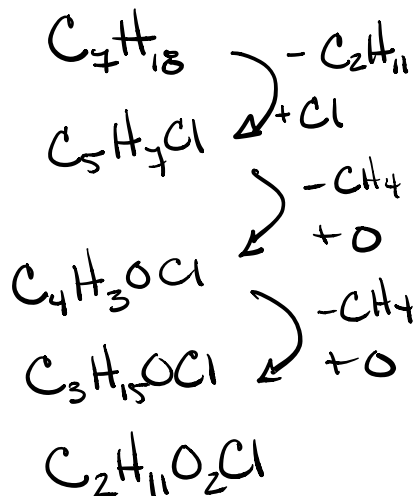 C₇H₁₈
- C₂H₁₁
+ Cl
C₅H₇Cl
- CH₄
+ O
C₄H₃OCl
- CH₄
+ O
C₃H₁₅OCl
C₂H₁₁O₂Cl